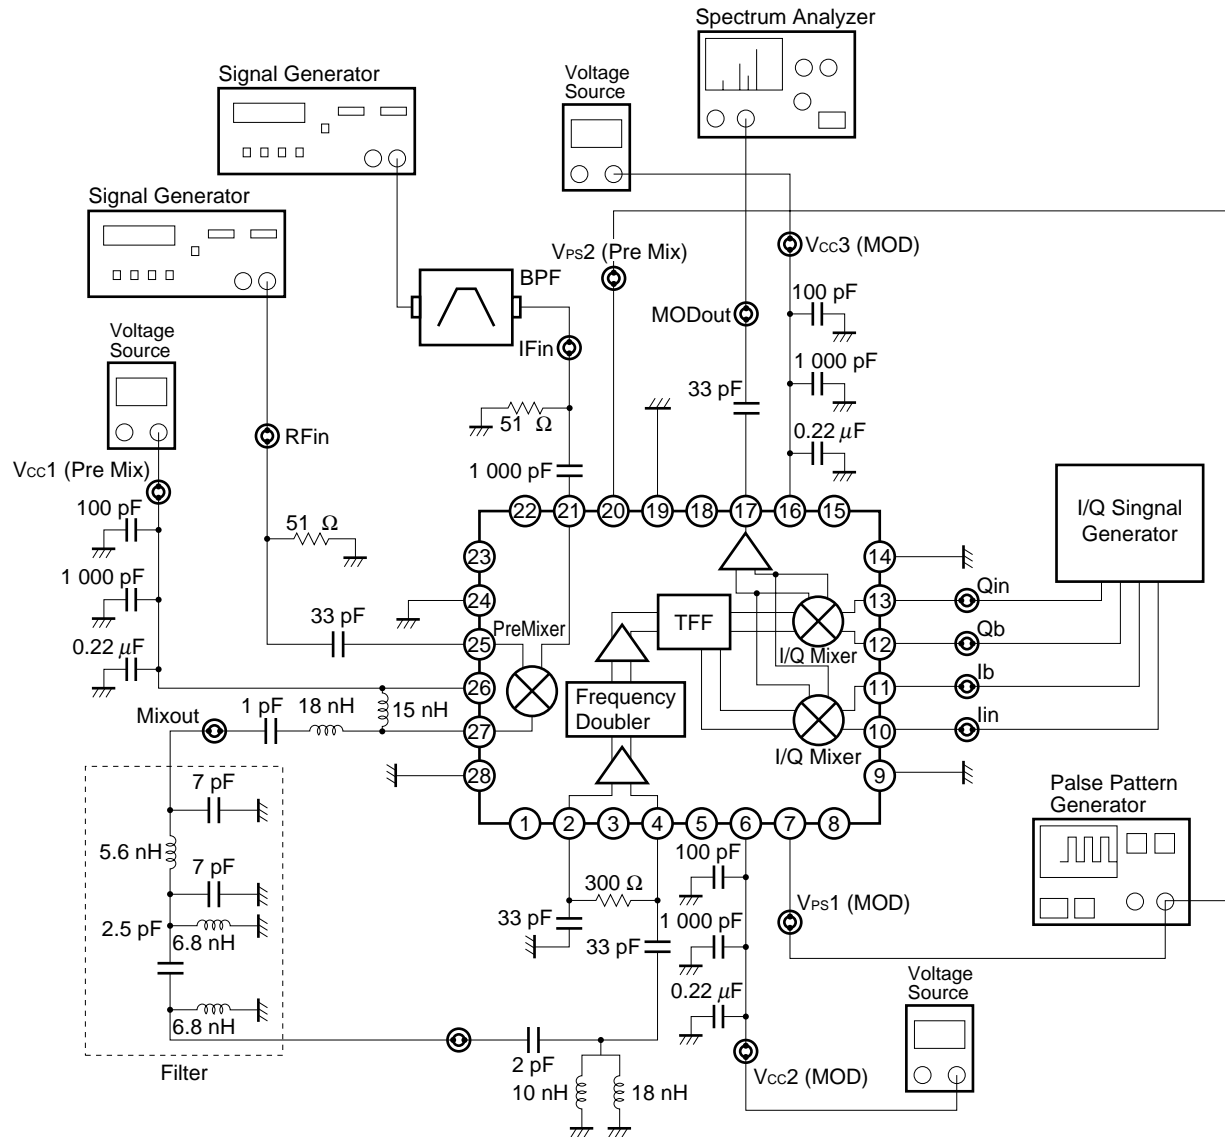 Spectrum Analyzer
Signal Generator
Voltage
Source
Signal Generator
VPS2 (Pre Mix)
VCC3 (MOD)
BPF
100 pF
MODout
Voltage
Source
IFin
1 000 pF
33 pF
51 Ω
RFin
0.22 µF
VCC1 (Pre Mix)
1 000 pF
I/Q Singnal
Generator
100 pF
22
21
20
19
18
17
16
15
51 Ω
23
14
1 000 pF
24
13
Qin
33 pF
PreMixer
TFF
25
12
Qb
0.22 µF
I/Q Mixer
26
11
Ib
1 pF
18 nH
15 nH
Frequency
Doubler
Mixout
27
10
Iin
I/Q Mixer
28
9
7 pF
Palse Pattern
Generator
1
2
3
4
5
6
7
8
5.6 nH
100 pF
7 pF
300 Ω
VPS1 (MOD)
2.5 pF
33 pF
1 000 pF
6.8 nH
33 pF
Voltage
Source
0.22 µF
6.8 nH
2 pF
Filter
VCC2 (MOD)
10 nH
18 nH